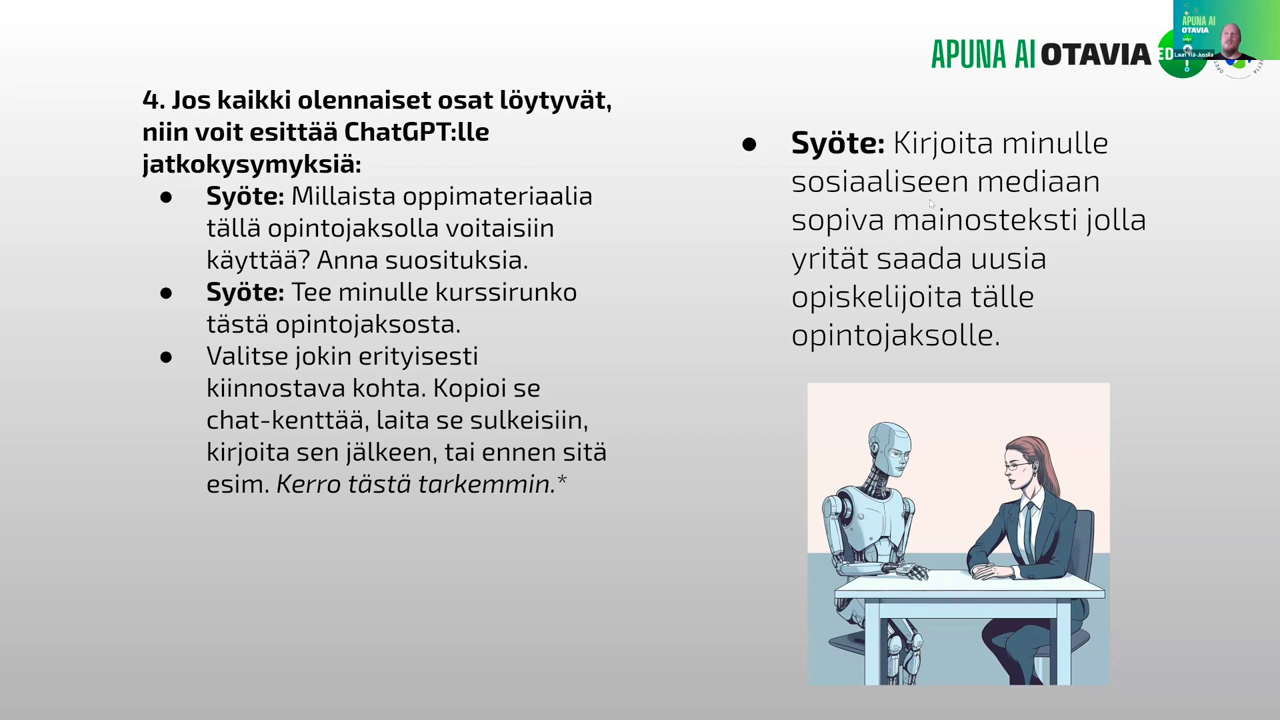 APUNA AI OTAVIA
APUNA AI
OTAVIA
4. Jos kaikki olennaiset osat löytyvät,
niin voit esittää ChatGPT:lle
jatkokysymyksiä:
● Syöte: Millaista oppimateriaalia
tällä opintojaksolla voitaisiin
käyttää? Anna suosituksia.
● Syöte: Tee minulle kurssirunko
tästä opintojaksosta.
● Valitse jokin erityisesti
kiinnostava kohta. Kopioi se
chat-kenttää, laita se sulkeisiin,
kirjoita sen jälkeen, tai ennen sitä
esim. Kerro tästä tarkemmin.*
● Syöte: Kirjoita minulle
sosiaaliseen mediaan
sopiva mainosteksti jolla
yrität saada uusia
opiskelijoita tälle
opintojaksolle.